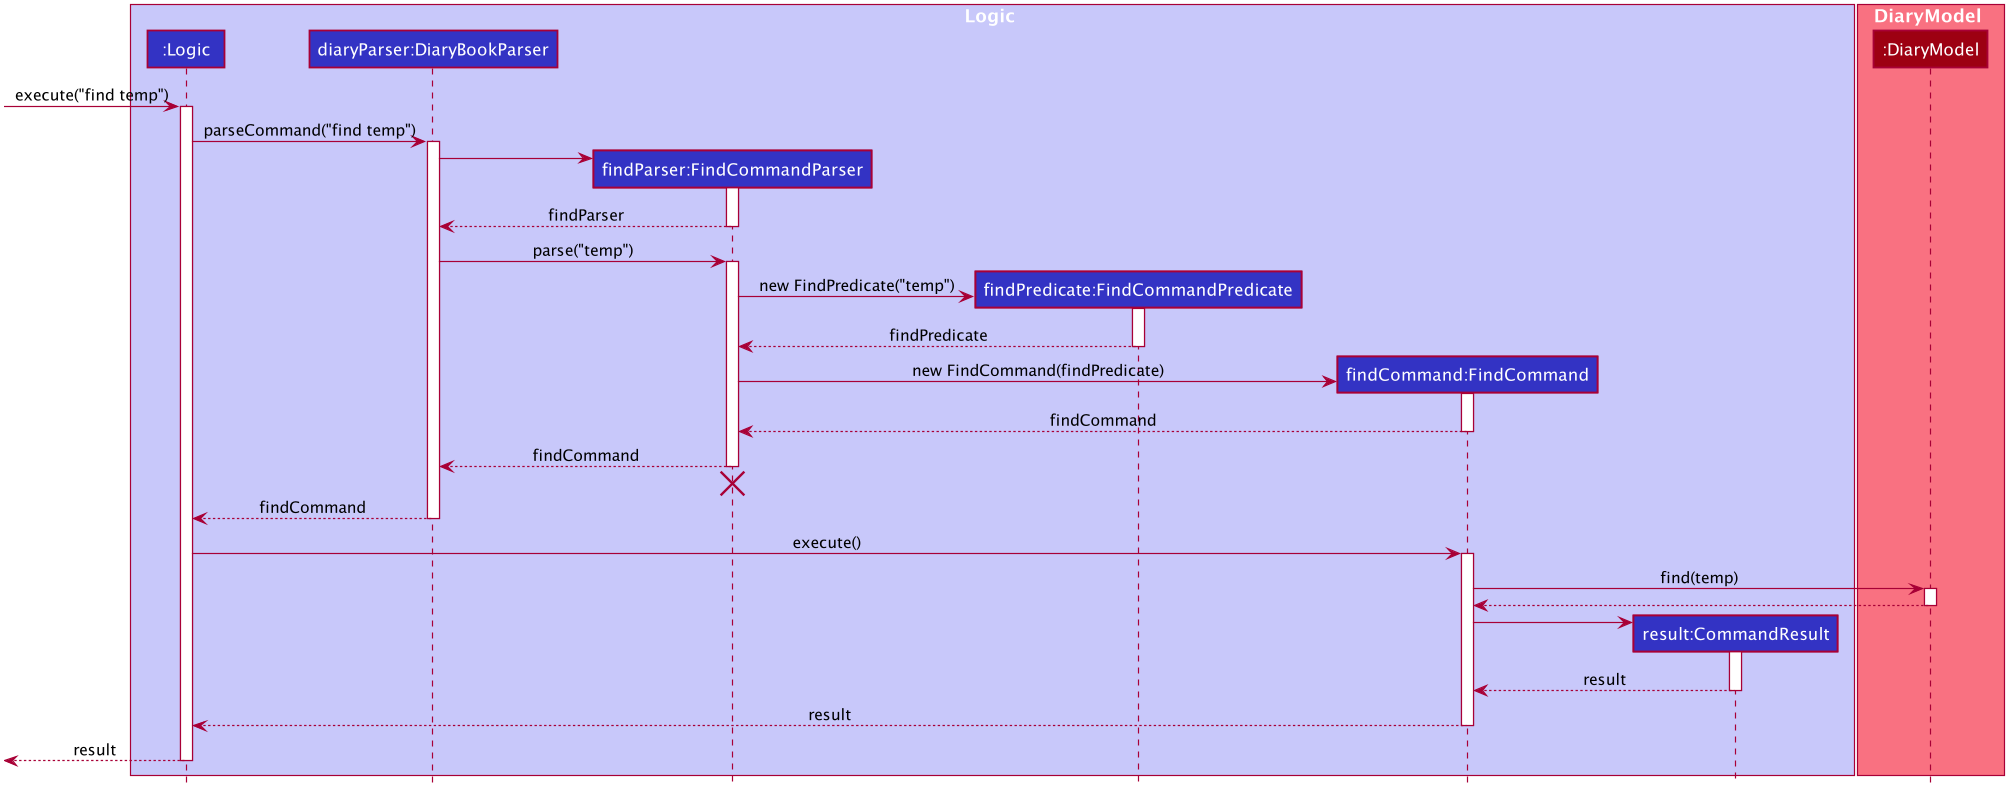 Logic
DiaryModel
:Logic
diaryParser:DiaryBookParser
:DiaryModel
execute("find temp")
parseCommand("find temp")
findParser:FindCommandParser
findParser
parse("temp")
new FindPredicate("temp")
findPredicate:FindCommandPredicate
findPredicate
new FindCommand(findPredicate)
findCommand:FindCommand
findCommand
findCommand
findCommand
execute()
find(temp)
result:CommandResult
result
result
result